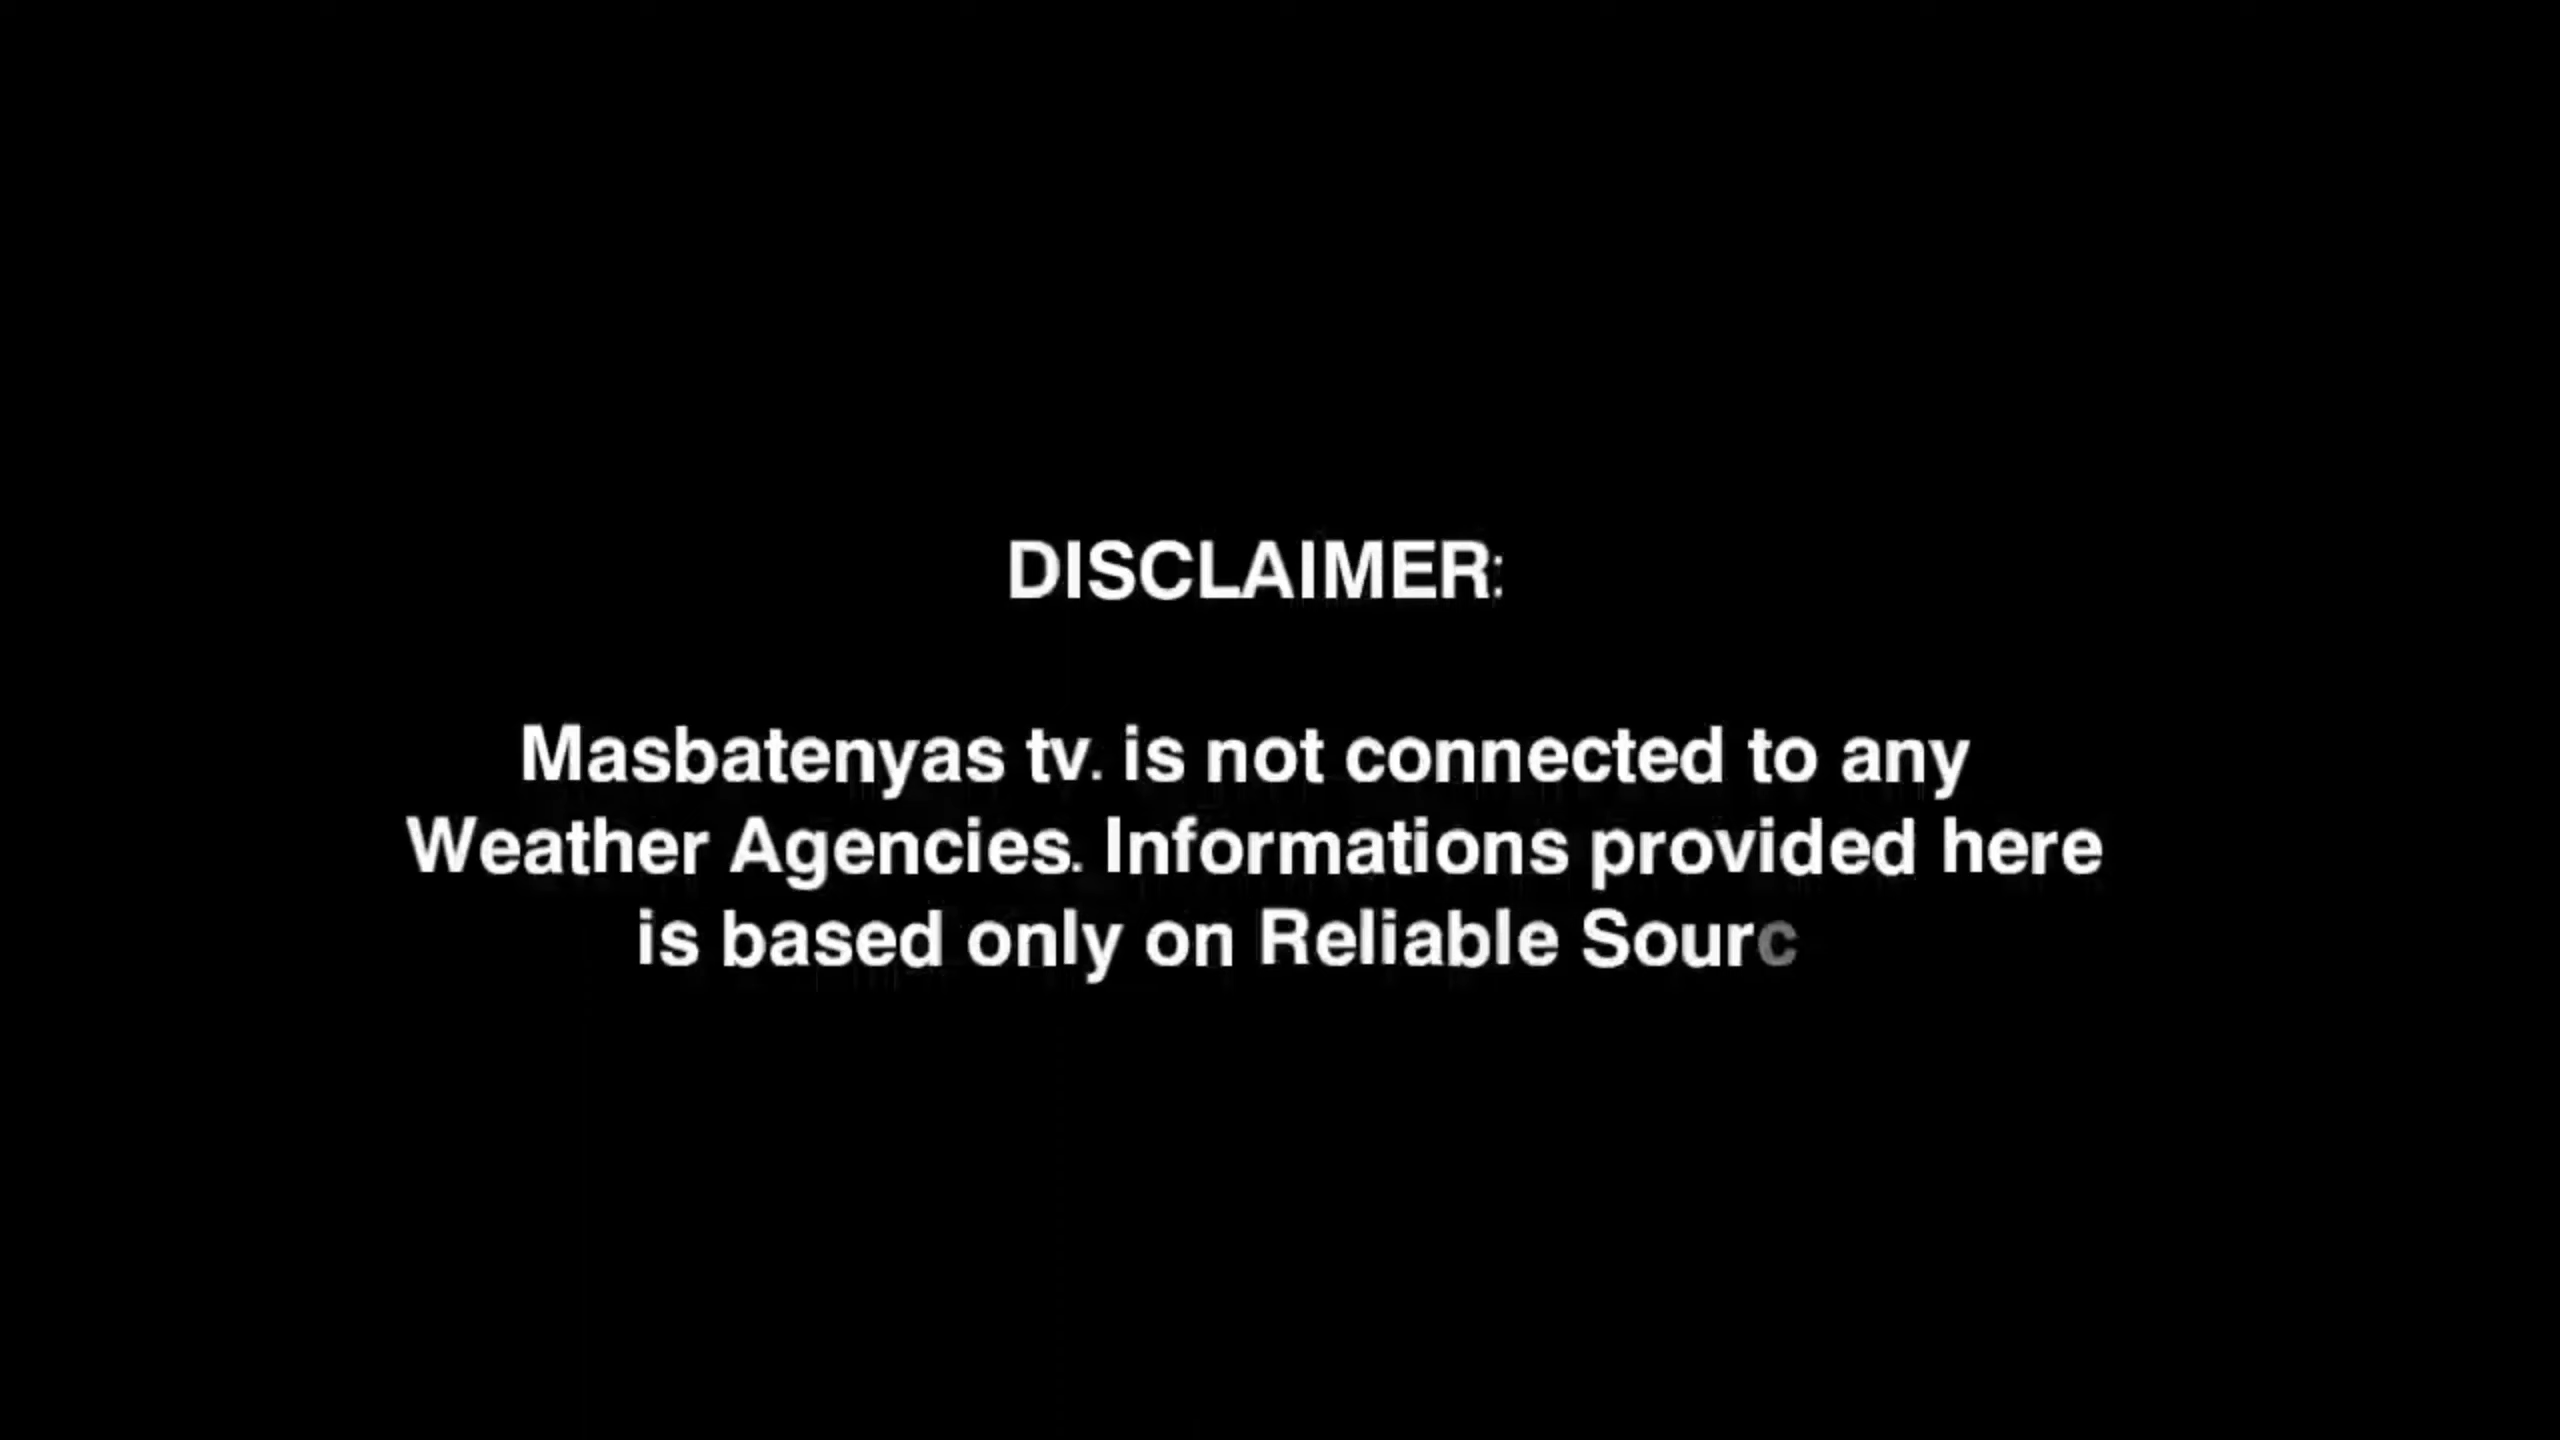 DISCLAIMER:
Masbatenyas tv. is not connected to any
Weather Agencies. Informations provided here
is based only on Reliable Sourc